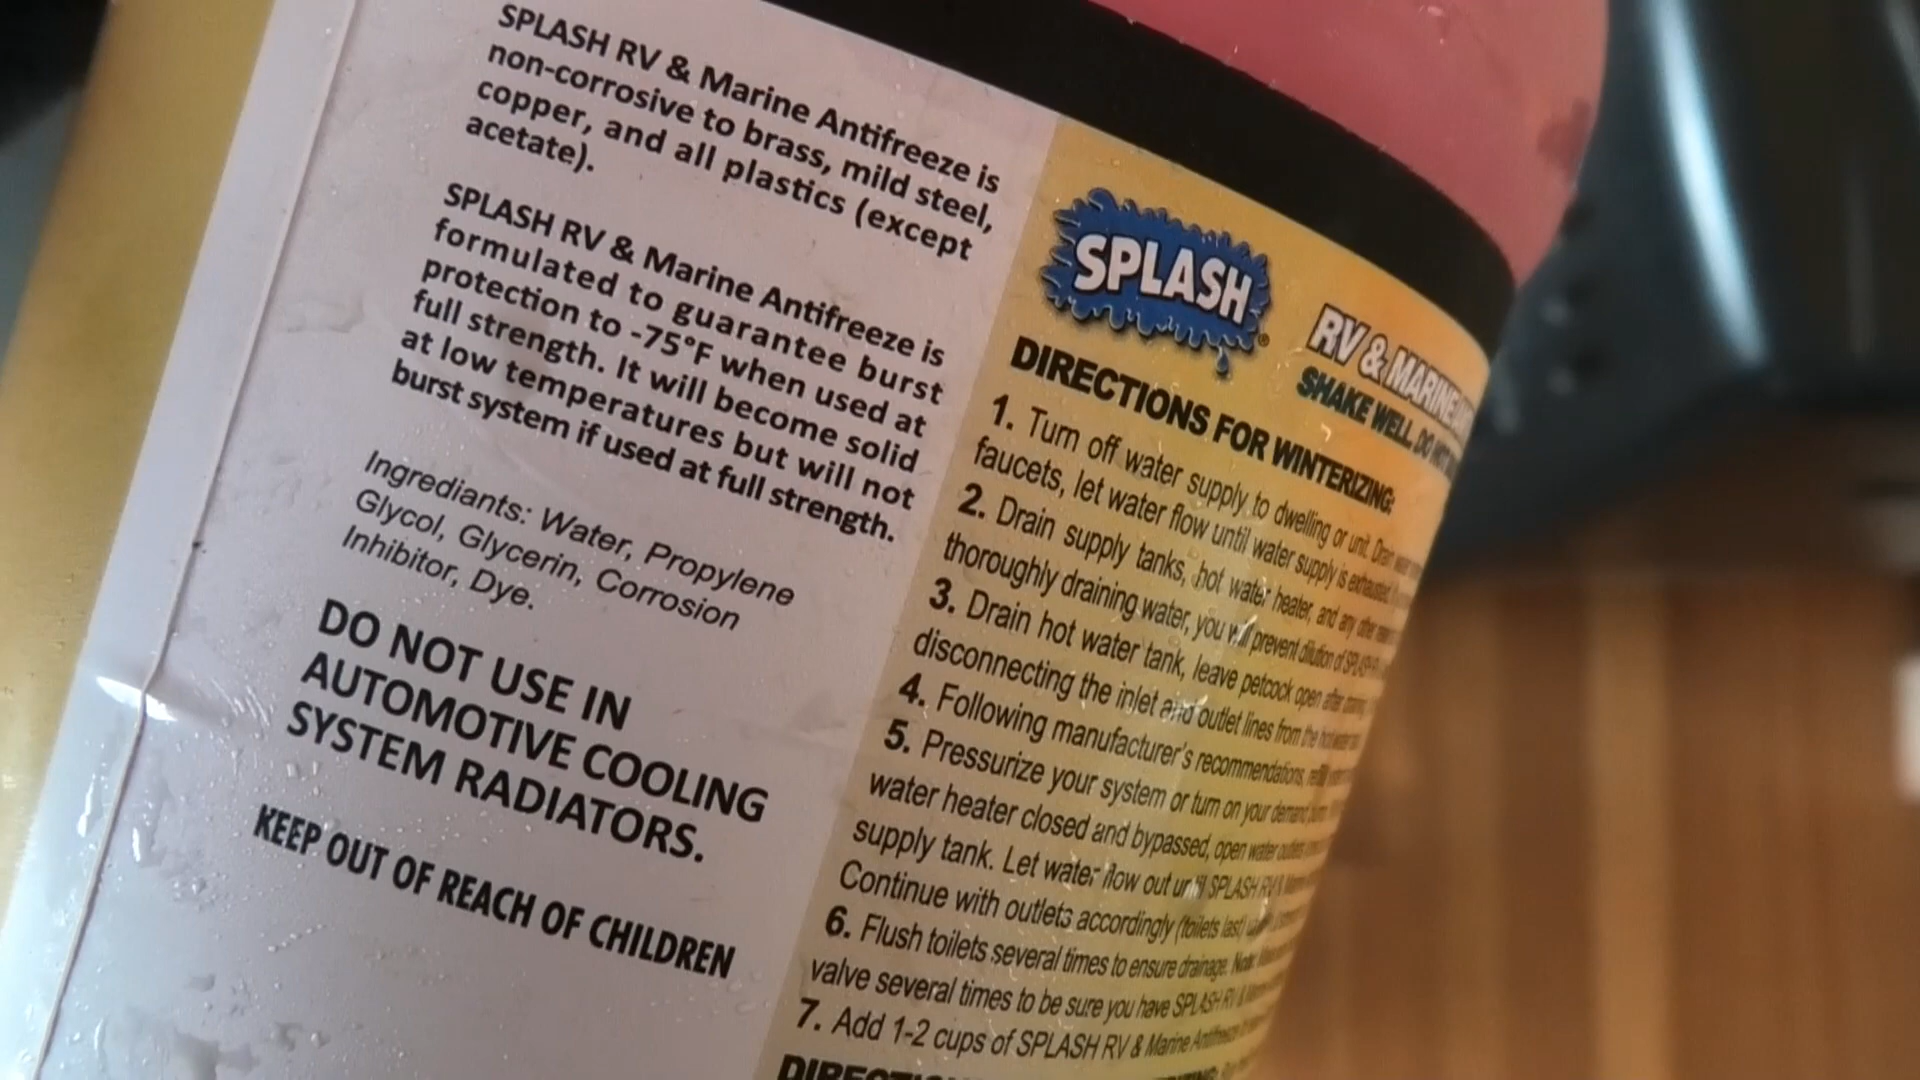 SPLASH RV & Marine Antifreeze is
non-corrosive to brass, mild steel,
copper, and all plastics (except
acetate).
SPLASH RV & Marine Antifreeze is
formulated to guarantee burst
protection to -75°F when used at
full strength. It will become solid
at low temperatures but will not
burst system if used at full strength.
Ingrediants: Water, Propylene
Glycol, Glycerin, Corrosion
Inhibitor, Dye.
DO NOT USE IN
AUTOMOTIVE COOLING
SYSTEM RADIATORS.
KEEP OUT OF REACH OF CHILDREN
SPLASH®
RV & MARINE
SHAKE WELL. DO NOT
DIRECTIONS FOR WINTERIZING:
1. Turn off water supply to dwelling or unit. Drain
faucets, let water flow until water supply is exhausted.
2. Drain supply tanks, hot water heater, and any other
thoroughly draining water, you will prevent dilution of SPLASH
3. Drain hot water tank, leave petcock open after
disconnecting the inlet and outlet lines from the
4. Following manufacturer's recommendations,
5. Pressurize your system or turn on your demand
water heater closed and bypassed, open water
supply tank. Let water flow out until SPLASH RV &
Continue with outlets accordingly (toilets last)
6. Flush toilets several times to ensure drainage. Note:
valve several times to be sure you have SPLASH RV &
7. Add 1-2 cups of SPLASH RV & Marine Antifreeze